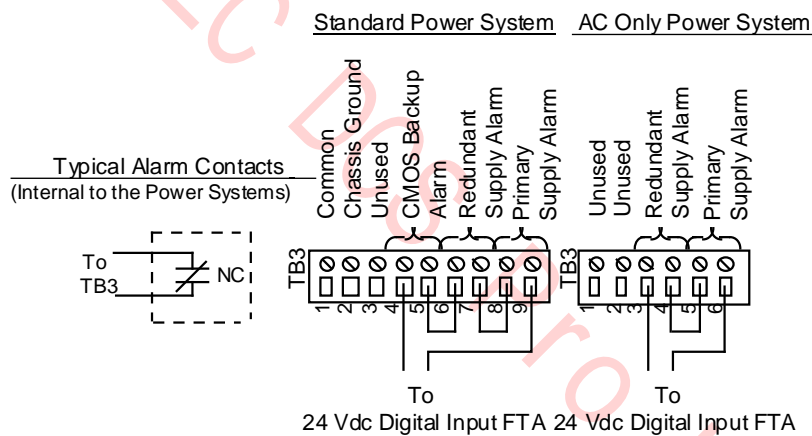 Standard Power System
AC Only Power System
Typical Alarm Contacts
(Internal to the Power Systems)
Common
Chassis Ground
Unused
CMOS Backup
Alarm
Redundant
Supply Alarm
Primary
Supply Alarm
Unused
Unused
Redundant
Supply Alarm
Primary
Supply Alarm
To
TB3
NC
TB3
1
2
3
4
5
6
7
8
9
TB3
1
2
3
4
5
6
To
24 Vdc Digital Input FTA
To
24 Vdc Digital Input FTA